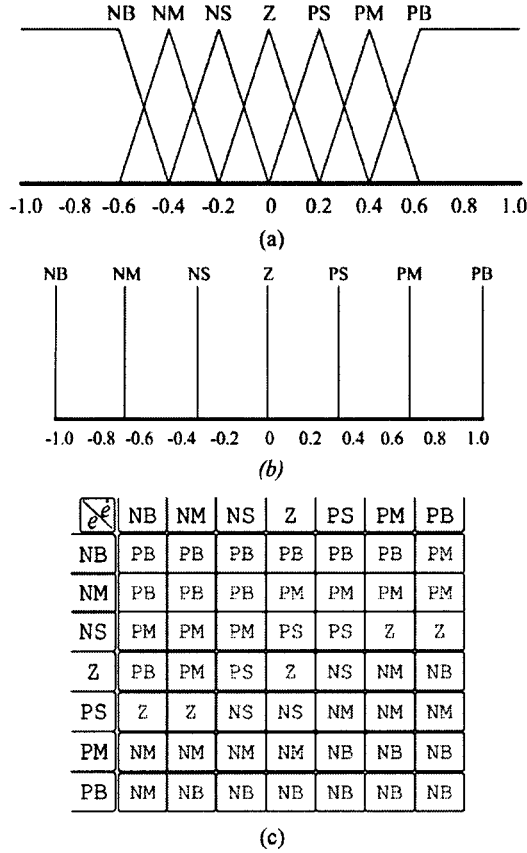 NB NM NS Z PS PM PB
-1.0 -0.8 -0.6 -0.4 -0.2 0 0.2 0.4 0.6 0.8 1.0
(a)
NB NM NS Z PS PM PB
-1.0 -0.8 -0.6 -0.4 -0.2 0 0.2 0.4 0.6 0.8 1.0
(b)
e ė NB NM NS Z PS PM PB
NB PB PB PB PB PB PB PM
NM PB PB PB PM PM PM PM
NS PM PM PM PS PS Z Z
Z PB PM PS Z NS NM NB
PS Z Z NS NS NM NM NM
PM NM NM NM NM NB NB NB
PB NM NB NB NB NB NB NB
(c)